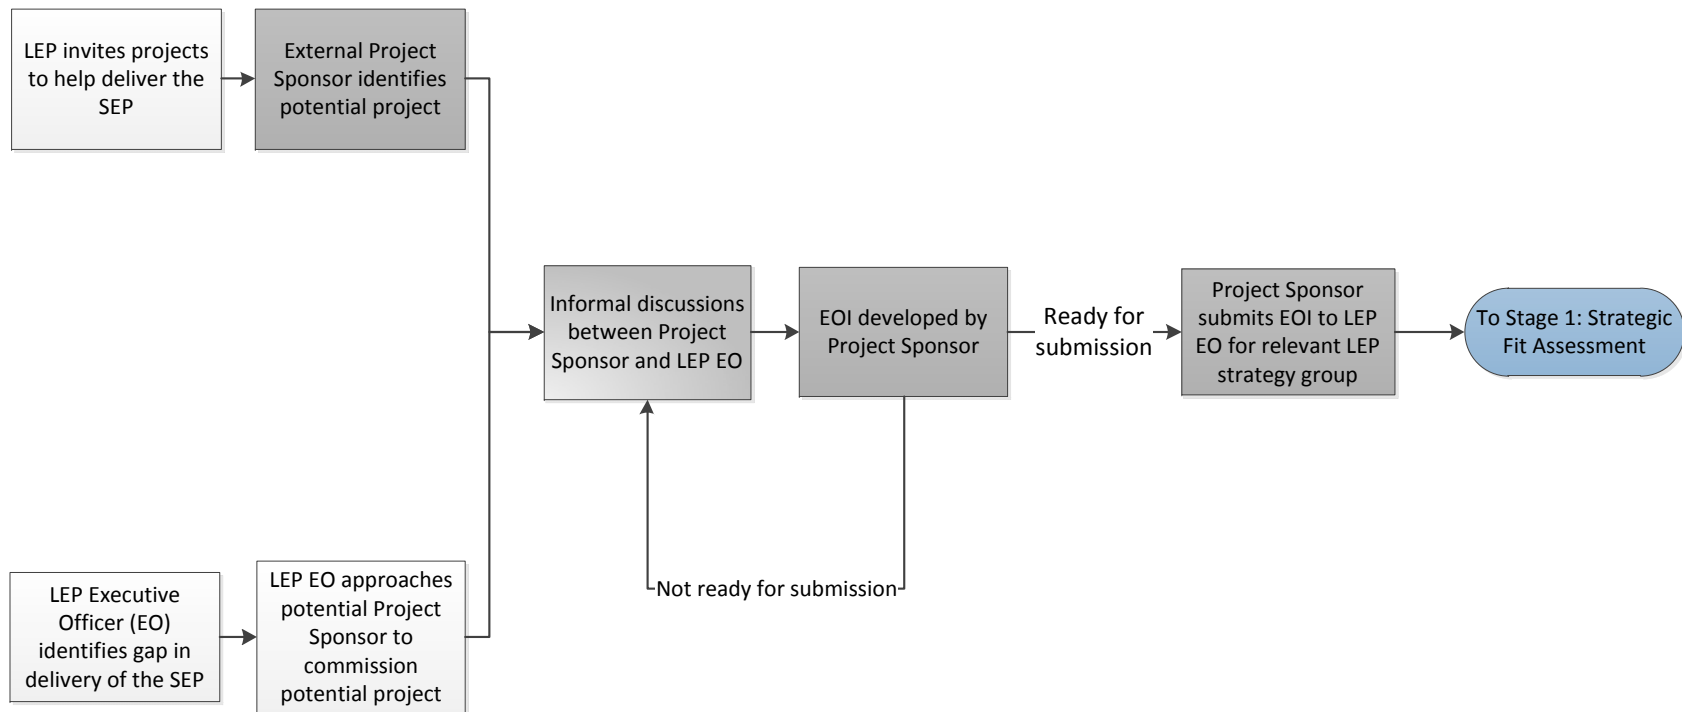 LEP invites projects
to help deliver the
SEP
External Project
Sponsor identifies
potential project
Informal discussions
between Project
Sponsor and LEP EO
EOI developed by
Project Sponsor
Ready for
submission
Project Sponsor
submits EOI to LEP
EO for relevant LEP
strategy group
To Stage 1: Strategic
Fit Assessment
Not ready for submission
LEP Executive
Officer (EO)
identifies gap in
delivery of the SEP
LEP EO approaches
potential Project
Sponsor to
commission
potential project